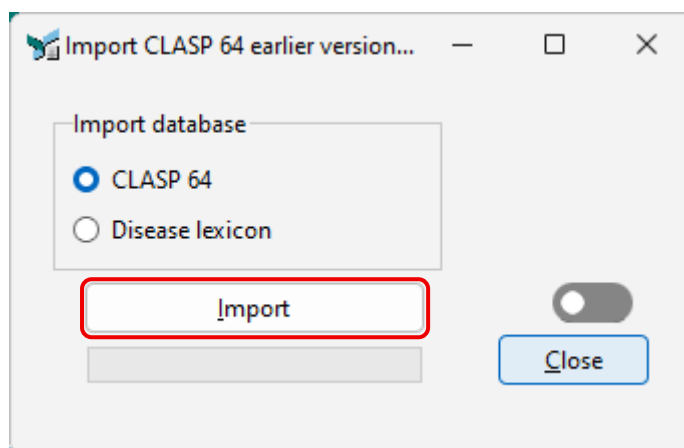 Import CLASP 64 earlier version...
Import database
CLASP 64
Disease lexicon
Import
Close